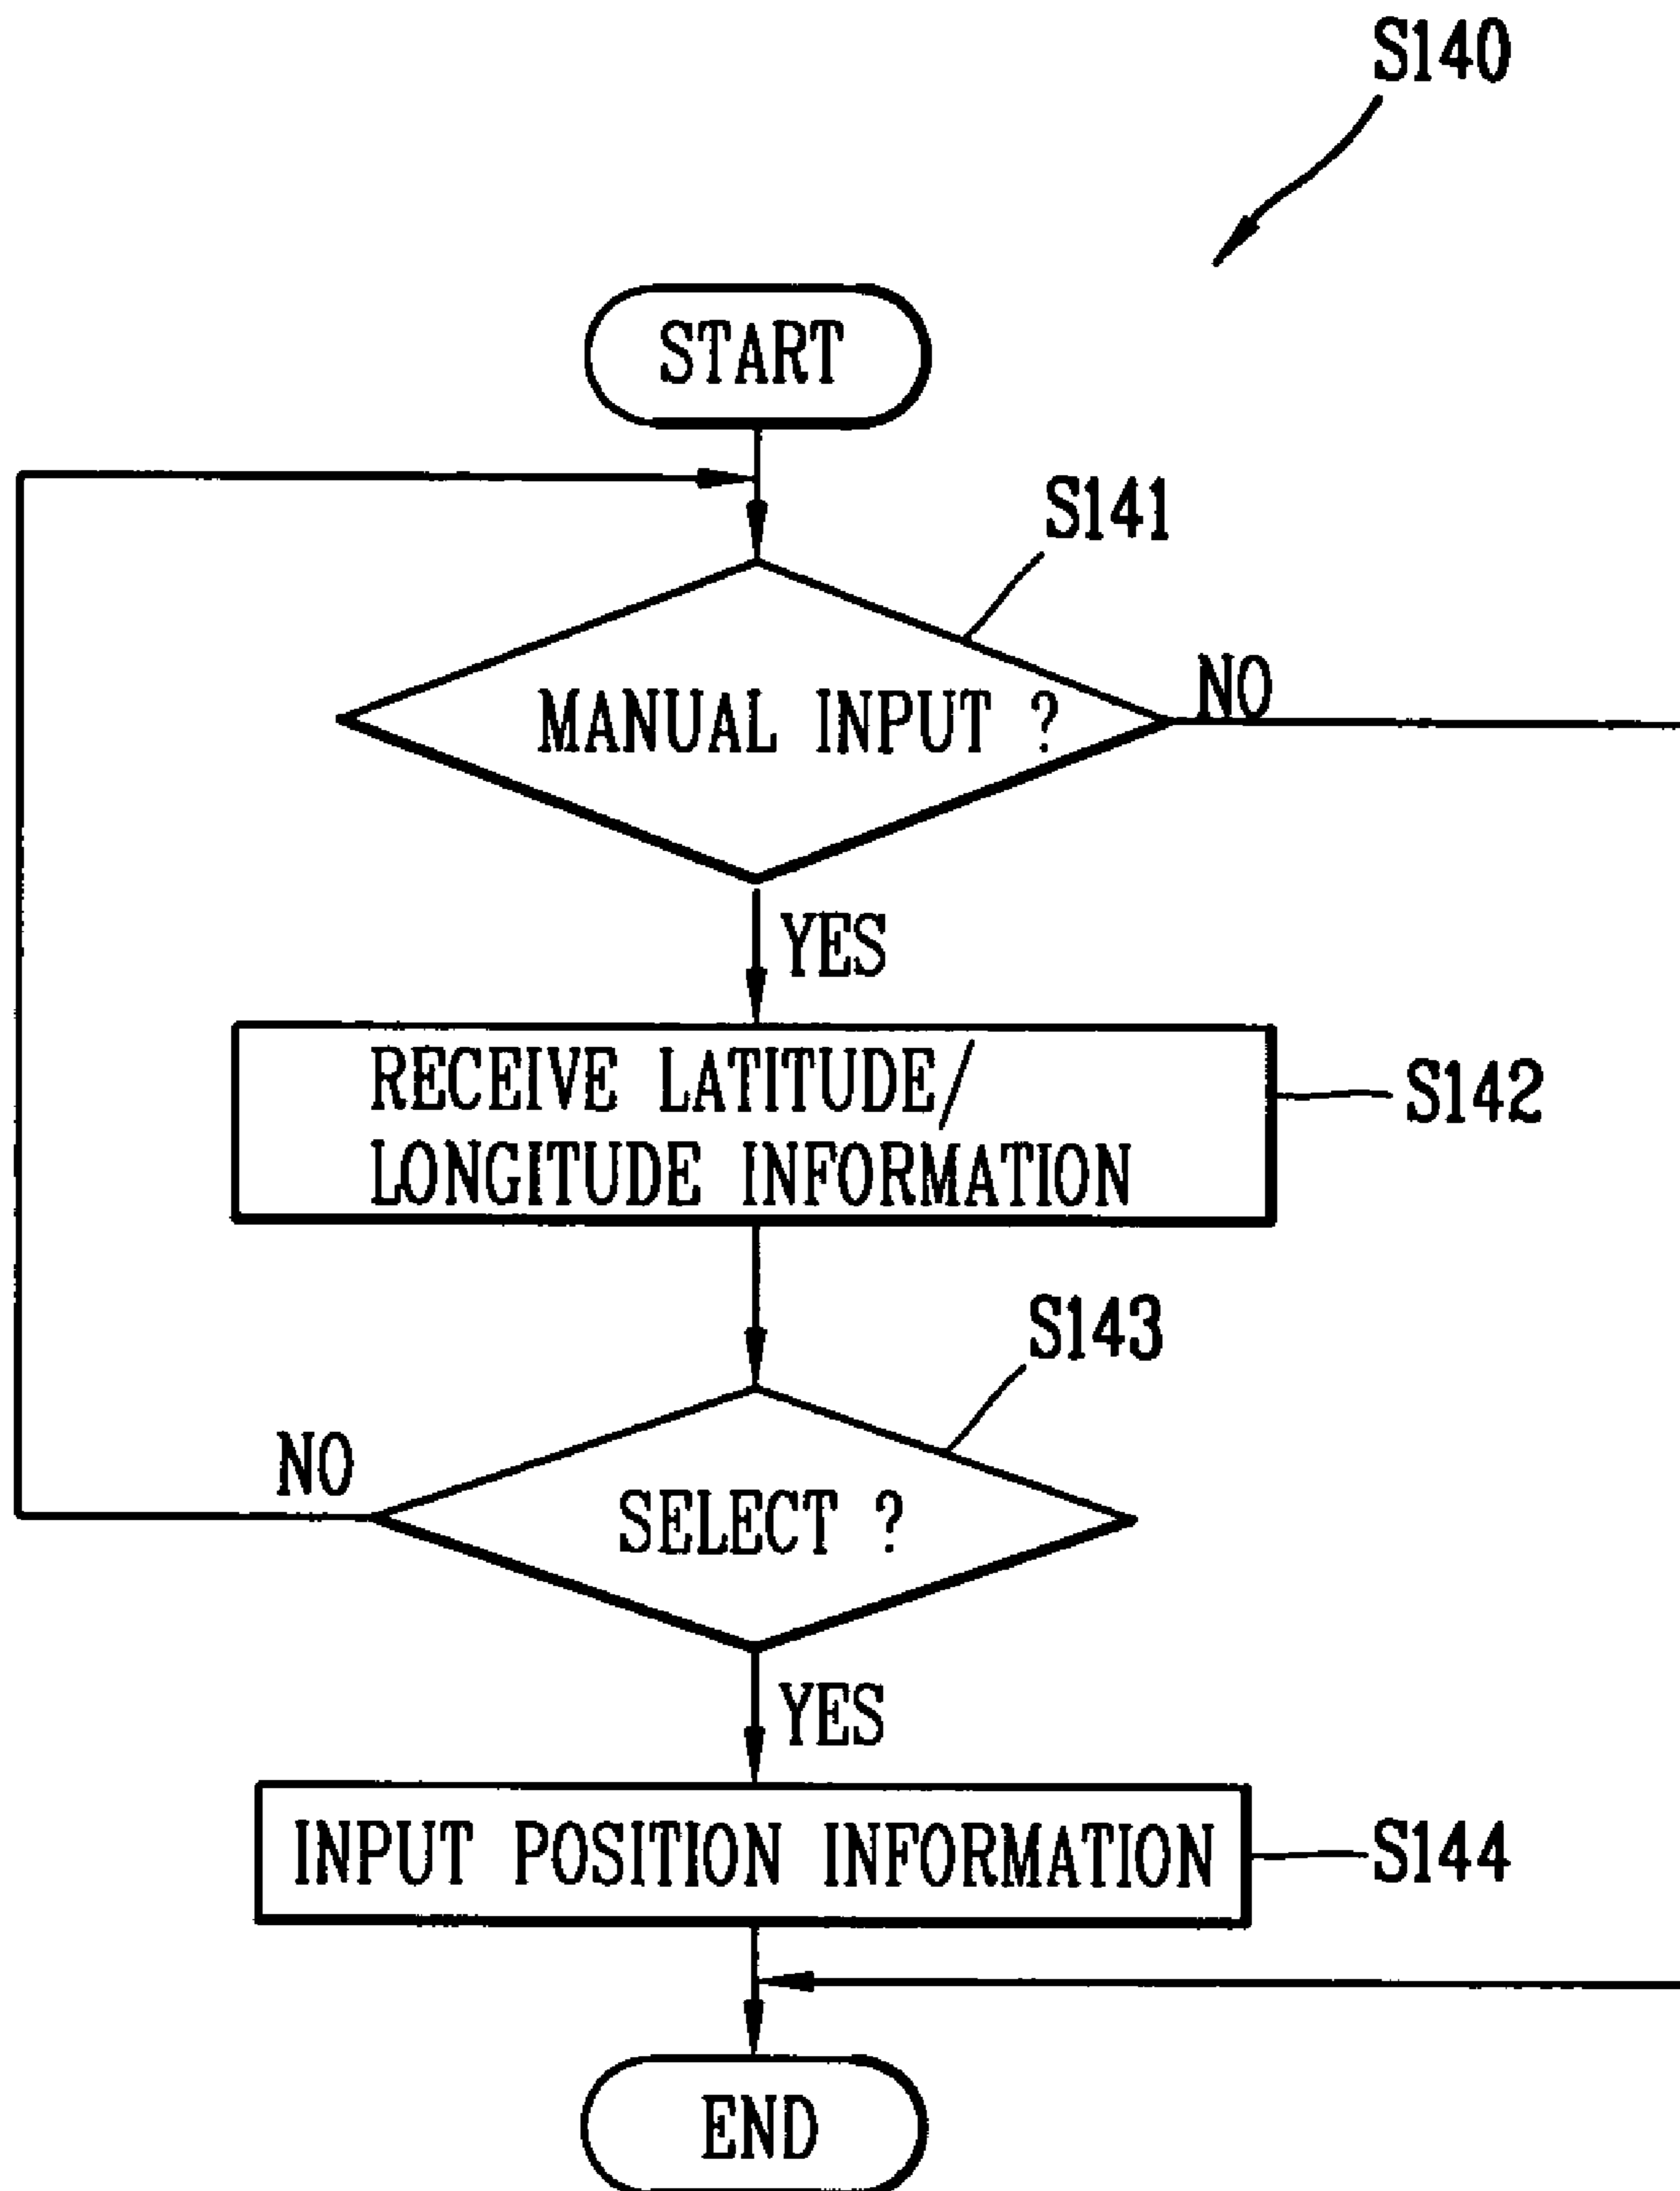 S140
START
S141
MANUAL INPUT ?
NO
YES
RECEIVE LATITUDE/
LONGITUDE INFORMATION
S142
S143
NO
SELECT ?
YES
INPUT POSITION INFORMATION
S144
END